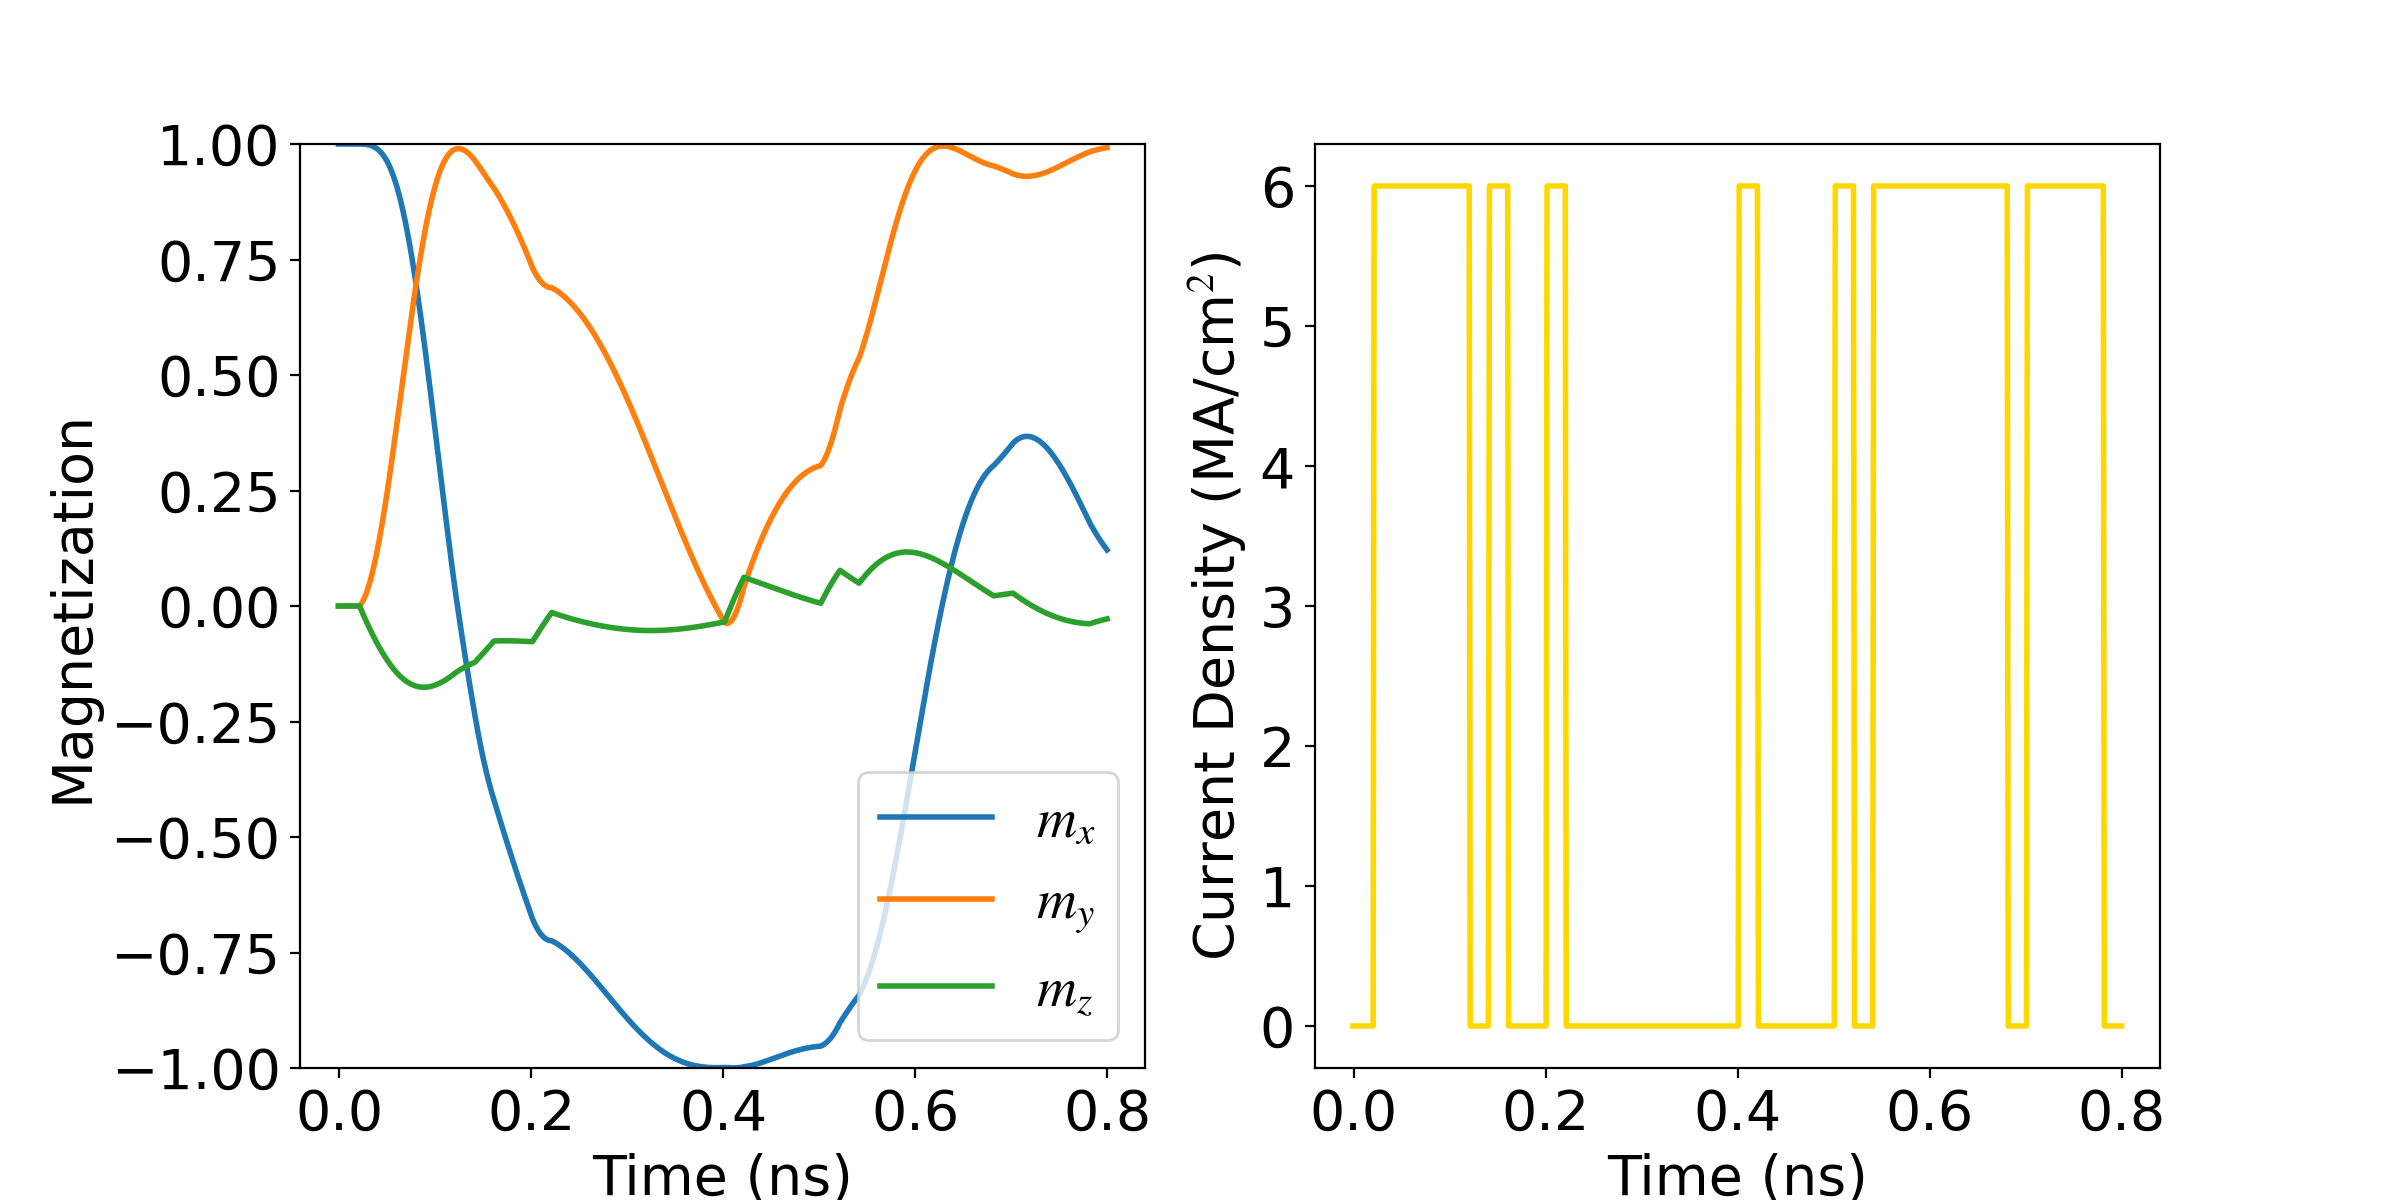 1.00
0.75
0.50
0.25
0.00
−0.25
−0.50
−0.75
−1.00
Magnetization
0.0 0.2 0.4 0.6 0.8
Time (ns)
m_x
m_y
m_z
6
5
4
3
2
1
0
Current Density (MA/cm²)
0.0 0.2 0.4 0.6 0.8
Time (ns)